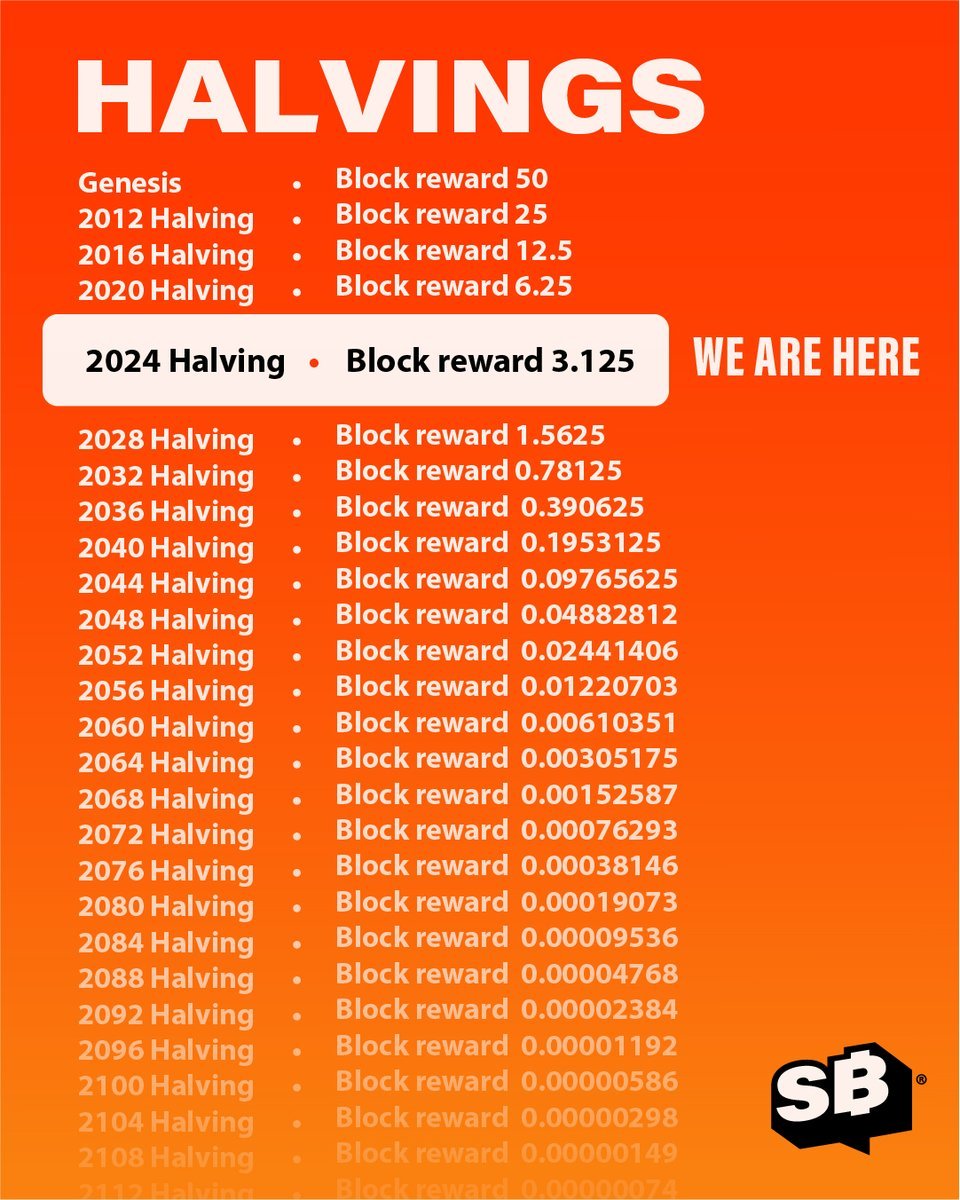 HALVINGS
Genesis • Block reward 50
2012 Halving • Block reward 25
2016 Halving • Block reward 12.5
2020 Halving • Block reward 6.25
2024 Halving • Block reward 3.125 WE ARE HERE
2028 Halving • Block reward 1.5625
2032 Halving • Block reward 0.78125
2036 Halving • Block reward 0.390625
2040 Halving • Block reward 0.1953125
2044 Halving • Block reward 0.09765625
2048 Halving • Block reward 0.04882812
2052 Halving • Block reward 0.02441406
2056 Halving • Block reward 0.01220703
2060 Halving • Block reward 0.00610351
2064 Halving • Block reward 0.00305175
2068 Halving • Block reward 0.00152587
2072 Halving • Block reward 0.00076293
2076 Halving • Block reward 0.00038146
2080 Halving • Block reward 0.00019073
2084 Halving • Block reward 0.00009536
2088 Halving • Block reward 0.00004768
2092 Halving • Block reward 0.00002384
2096 Halving • Block reward 0.00001192
2100 Halving • Block reward 0.00000586
2104 Halving • Block reward 0.00000298
2108 Halving • Block reward 0.00000149
2112 Halving • Block reward 0.00000074
S₿®